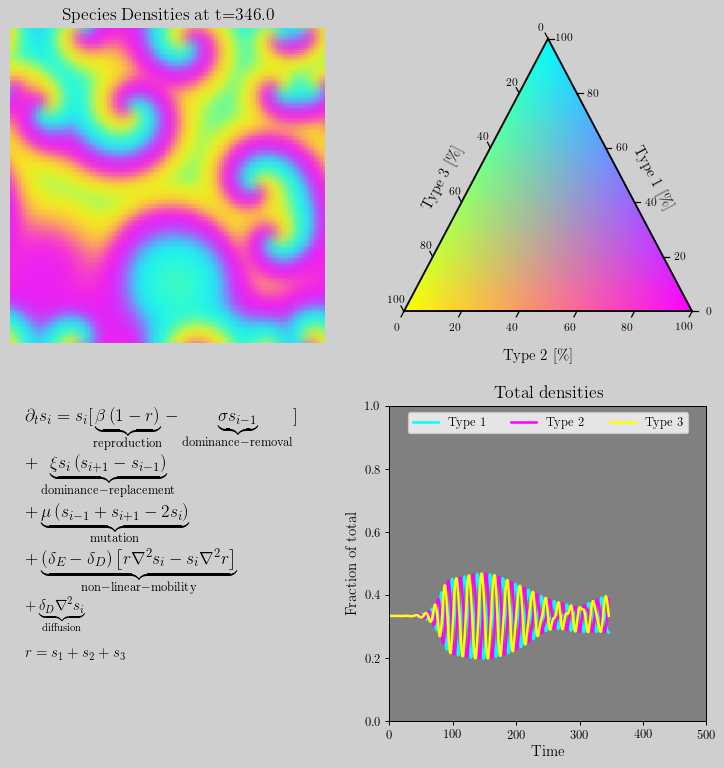 Species Densities at t=346.0
0
100
20
80
40
60
Type 3 [%]
Type 1 [%]
60
40
80
20
100
0
0
20
40
60
80
100
Type 2 [%]
∂ₜsᵢ = sᵢ[ β (1 − r) − σsᵢ₋₁ ]
reproduction dominance−removal
+ ξsᵢ (sᵢ₊₁ − sᵢ₋₁)
dominance−replacement
+ μ (sᵢ₋₁ + sᵢ₊₁ − 2sᵢ)
mutation
+ (δ_E − δ_D) [r∇²sᵢ − sᵢ∇²r]
non−linear−mobility
+ δ_D∇²sᵢ
diffusion
r = s₁ + s₂ + s₃
Total densities
Type 1 Type 2 Type 3
1.0
0.8
0.6
0.4
0.2
0.0
Fraction of total
0 100 200 300 400 500
Time